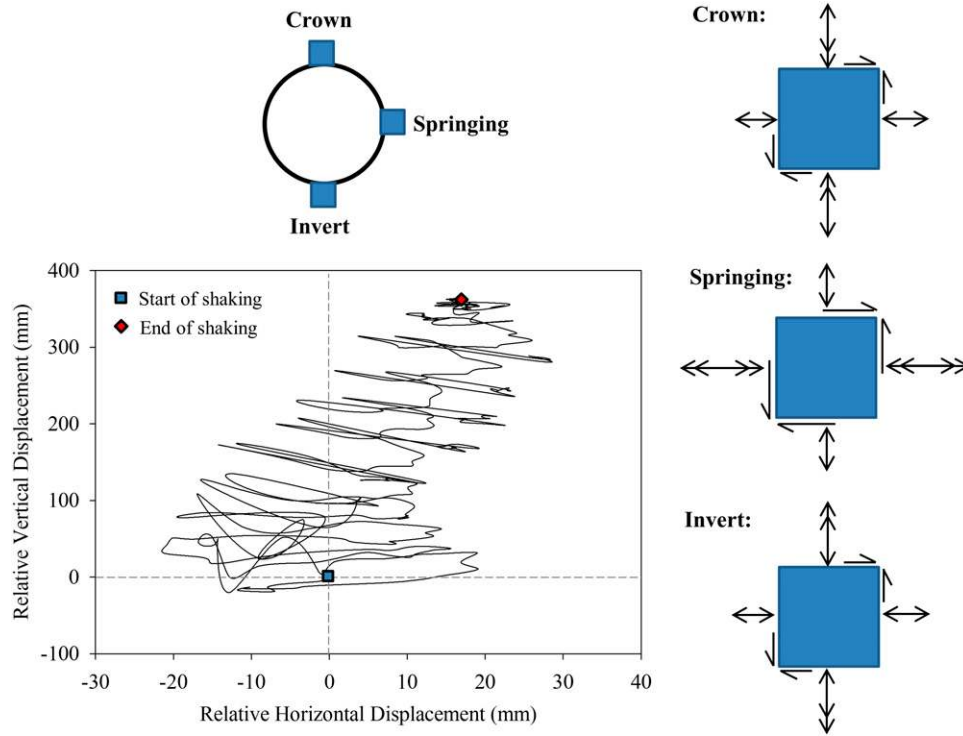 Crown
Springing
Invert
Crown:
Springing:
Invert:
400
300
200
100
0
-100
-30
-20
-10
0
10
20
30
40
Start of shaking
End of shaking
Relative Vertical Displacement (mm)
Relative Horizontal Displacement (mm)